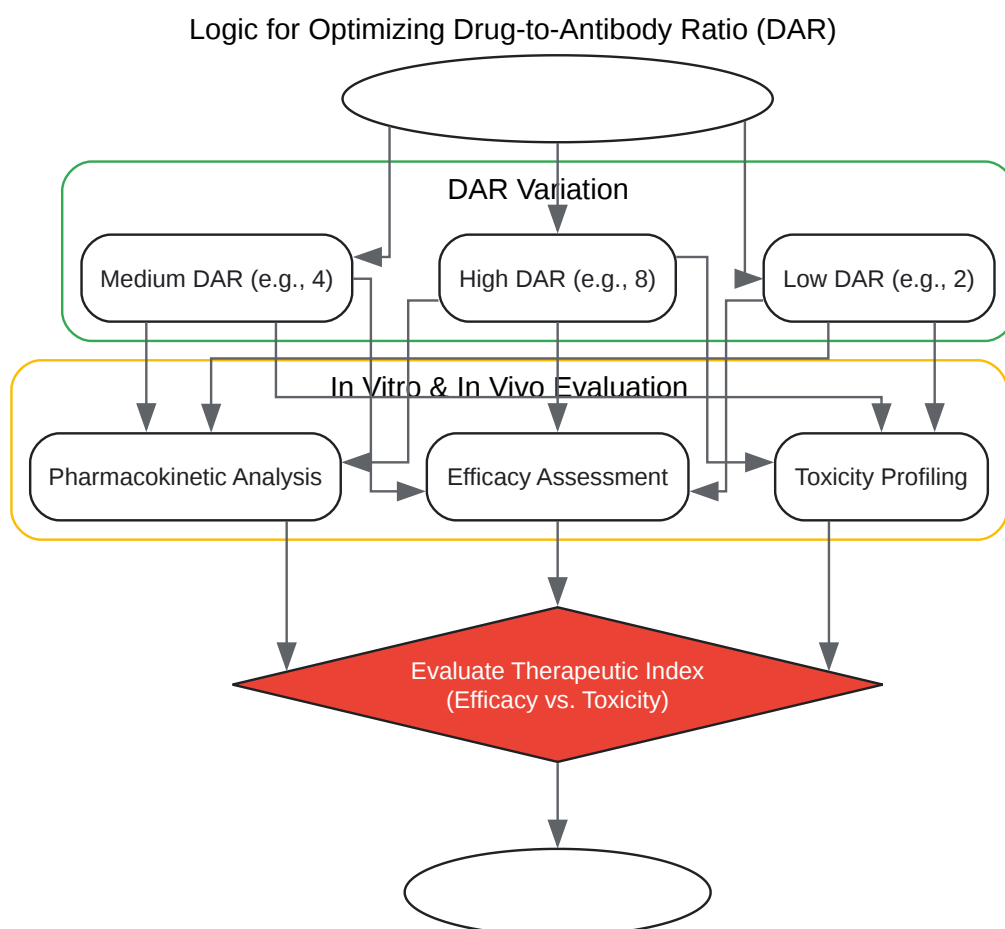 Logic for Optimizing Drug-to-Antibody Ratio (DAR)
DAR Variation
Medium DAR (e.g., 4)
High DAR (e.g., 8)
Low DAR (e.g., 2)
In Vitro & In Vivo Evaluation
Pharmacokinetic Analysis
Efficacy Assessment
Toxicity Profiling
Evaluate Therapeutic Index
(Efficacy vs. Toxicity)